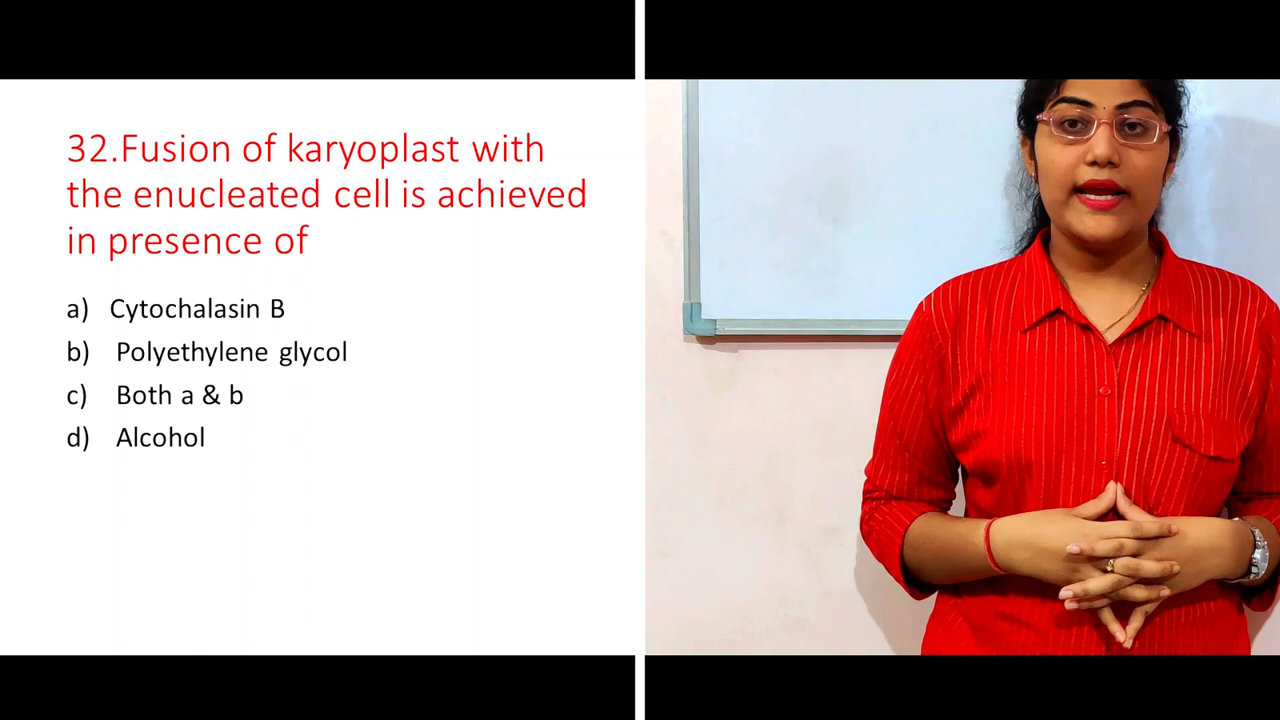 32.Fusion of karyoplast with
the enucleated cell is achieved
in presence of
a) Cytochalasin B
b) Polyethylene glycol
c) Both a & b
d) Alcohol